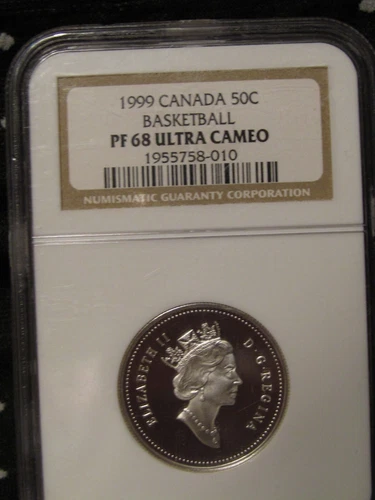 1999 CANADA 50C
BASKETBALL
PF 68 ULTRA CAMEO
1955758-010
NUMISMATIC GUARANTY CORPORATION
ELIZABETH II D·G·REGINA